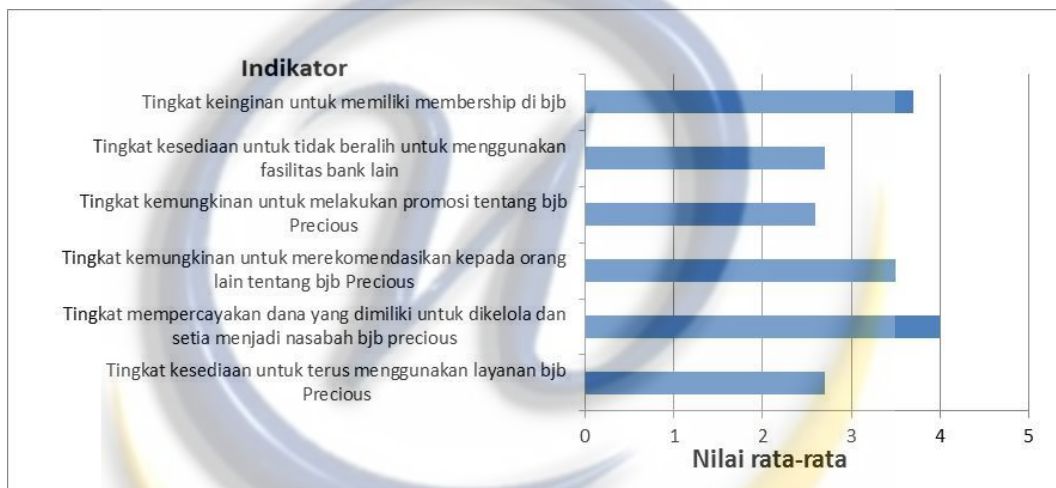 Indikator
Tingkat keinginan untuk memiliki membership di bjb
Tingkat kesediaan untuk tidak beralih untuk menggunakan
fasilitas bank lain
Tingkat kemungkinan untuk melakukan promosi tentang bjb
Precious
Tingkat kemungkinan untuk merekomendasikan kepada orang
lain tentang bjb Precious
Tingkat mempercayakan dana yang dimiliki untuk dikelola dan
setia menjadi nasabah bjb precious
Tingkat kesediaan untuk terus menggunakan layanan bjb
Precious
0 1 2 3 4 5
Nilai rata-rata